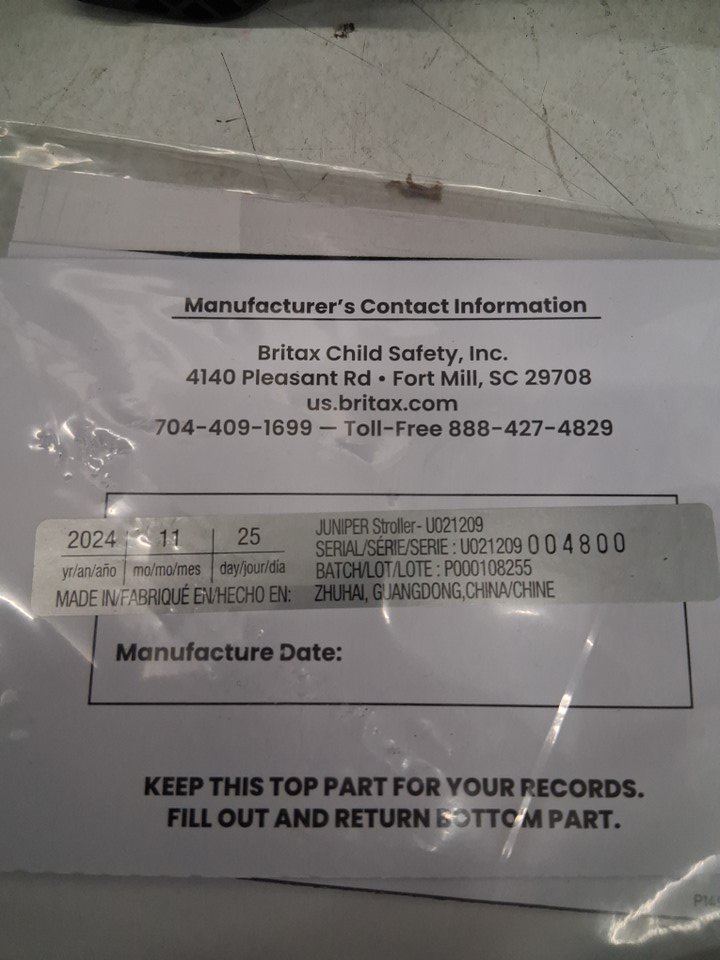 Manufacturer's Contact Information
Britax Child Safety, Inc.
4140 Pleasant Rd • Fort Mill, SC 29708
us.britax.com
704-409-1699 — Toll-Free 888-427-4829
2024 11 25
yr/an/año mo/mo/mes day/jour/día
MADE IN/FABRIQUÉ EN/HECHO EN:
JUNIPER Stroller- U021209
SERIAL/SÉRIE/SERIE : U021209 004800
BATCH/LOT/LOTE : P000108255
ZHUHAI, GUANGDONG,CHINA/CHINE
Manufacture Date:
KEEP THIS TOP PART FOR YOUR RECORDS.
FILL OUT AND RETURN BOTTOM PART.